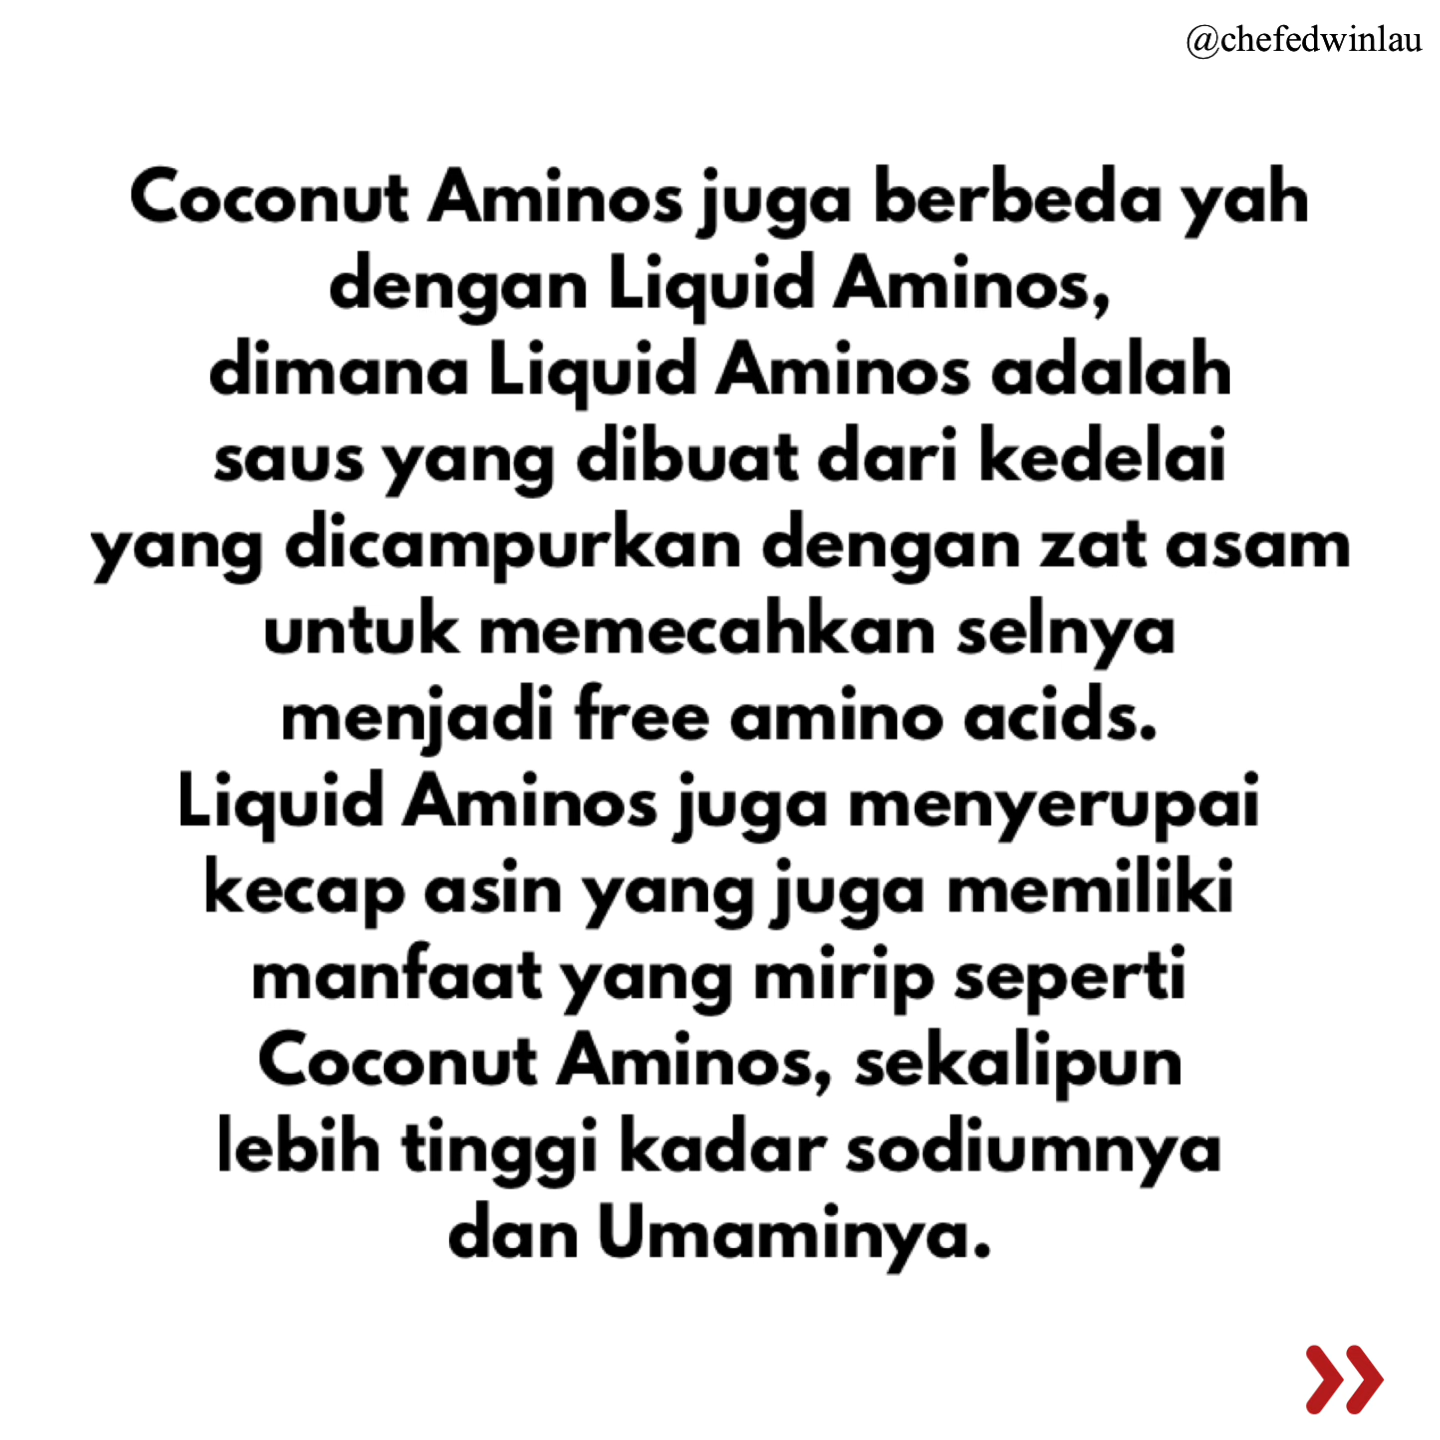 @chefedwinlau
Coconut Aminos juga berbeda yah
dengan Liquid Aminos,
dimana Liquid Aminos adalah
saus yang dibuat dari kedelai
yang dicampurkan dengan zat asam
untuk memecahkan selnya
menjadi free amino acids.
Liquid Aminos juga menyerupai
kecap asin yang juga memiliki
manfaat yang mirip seperti
Coconut Aminos, sekalipun
lebih tinggi kadar sodiumnya
dan Umaminya.